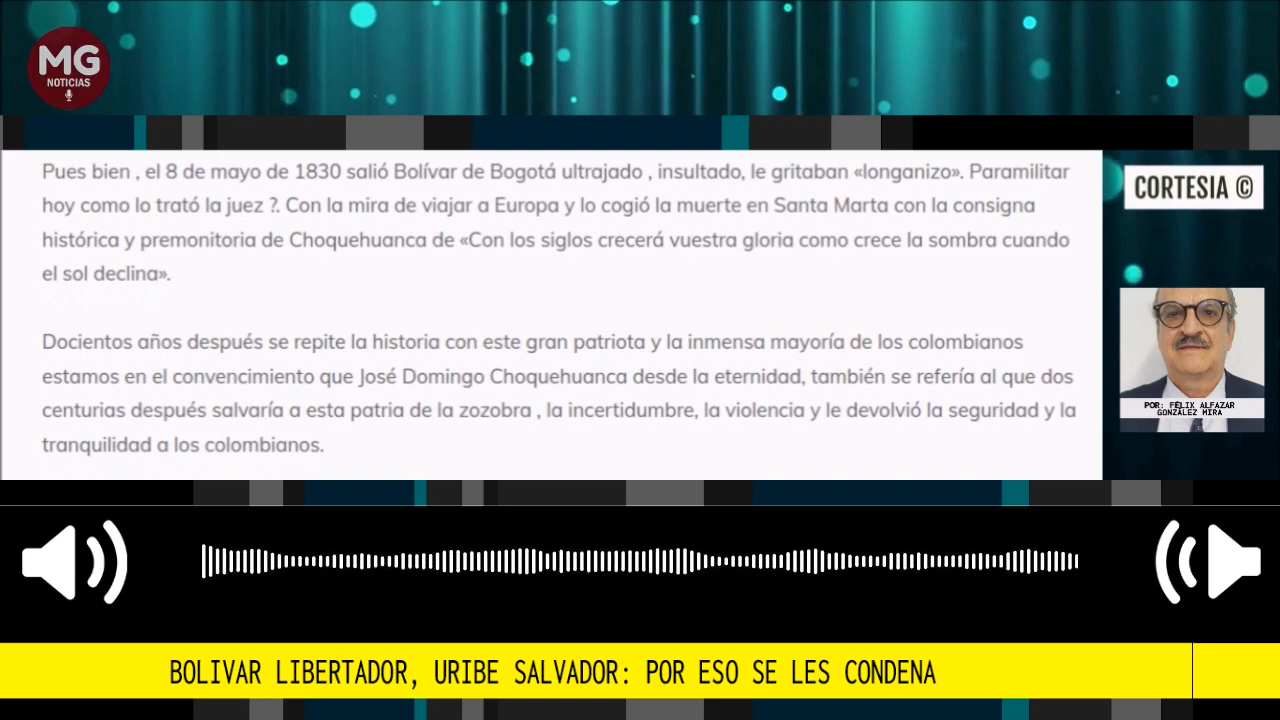 MG
NOTICIAS
Pues bien , el 8 de mayo de 1830 salió Bolívar de Bogotá ultrajado , insultado, le gritaban «longanizo». Paramilitar
hoy como lo trató la juez ?. Con la mira de viajar a Europa y lo cogió la muerte en Santa Marta con la consigna
histórica y premonitoria de Choquehuanca de «Con los siglos crecerá vuestra gloria como crece la sombra cuando
el sol declina».
Docientos años después se repite la historia con este gran patriota y la inmensa mayoría de los colombianos
estamos en el convencimiento que José Domingo Choquehuanca desde la eternidad, también se refería al que dos
centurias después salvaría a esta patria de la zozobra , la incertidumbre, la violencia y le devolvió la seguridad y la
tranquilidad a los colombianos.
CORTESIA ©
POR: FÉLIX ALFAZAR
GONZÁLEZ MIRA
BOLIVAR LIBERTADOR, URIBE SALVADOR: POR ESO SE LES CONDENA